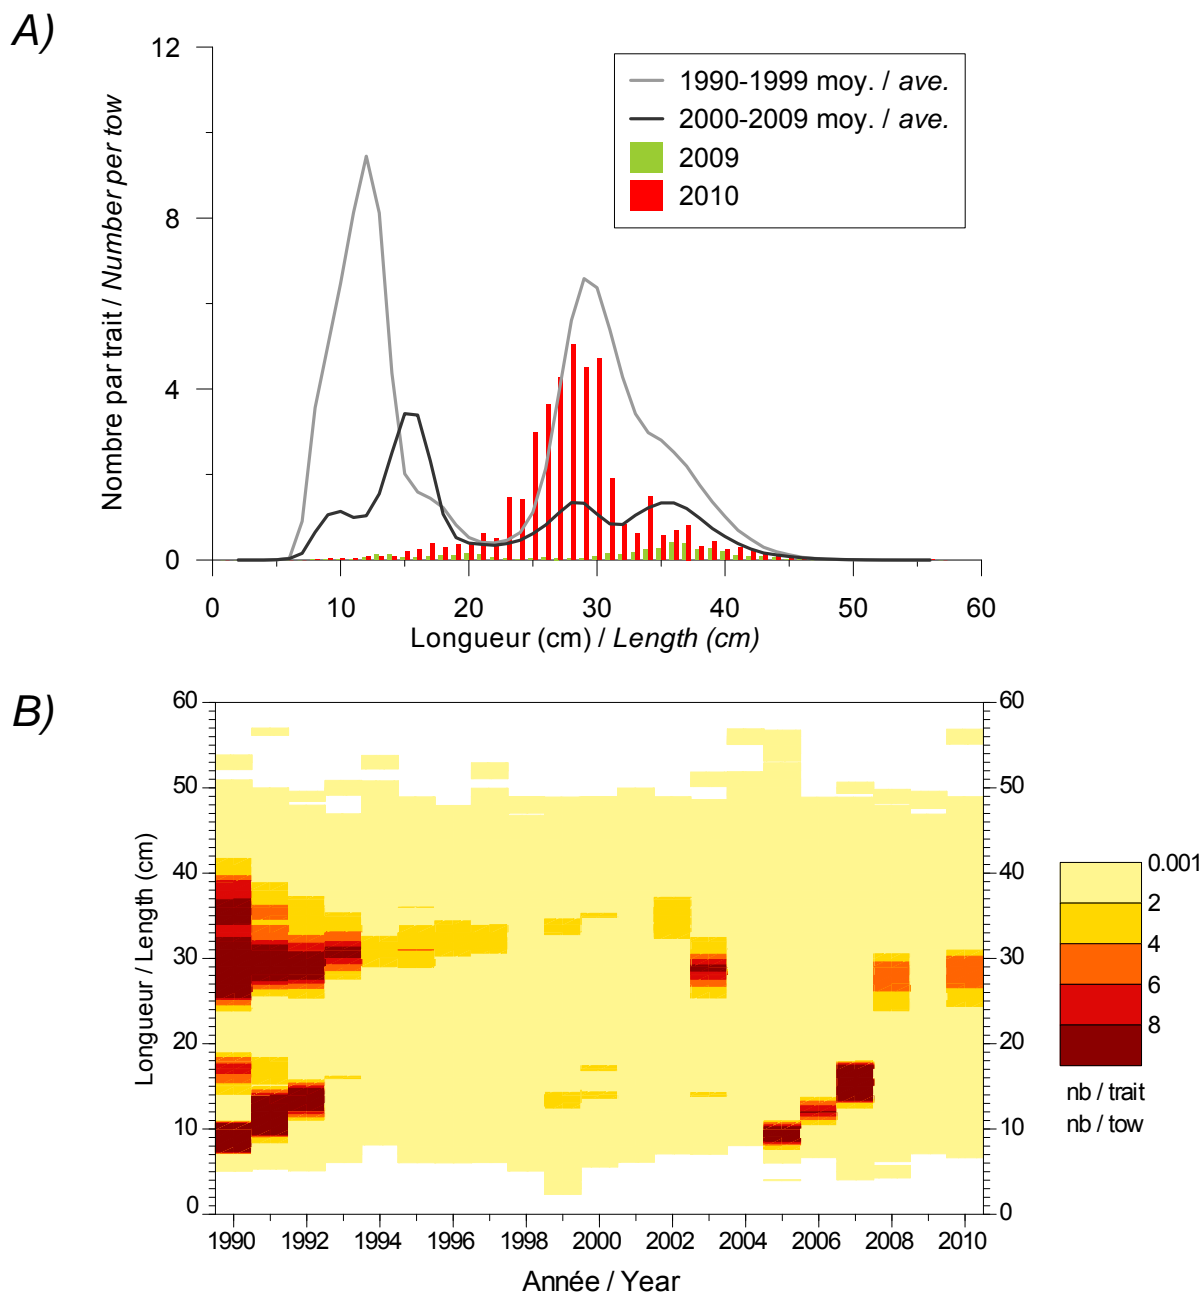 A)
12
8
4
0
Nombre par trait / Number per tow
1990-1999 moy. / ave.
2000-2009 moy. / ave.
2009
2010
0 10 20 30 40 50 60
Longueur (cm) / Length (cm)
B)
60
50
40
30
20
10
0
Longueur / Length (cm)
60
50
40
30
20
10
0
0.001
2
4
6
8
nb / trait
nb / tow
1990 1992 1994 1996 1998 2000 2002 2004 2006 2008 2010
Année / Year